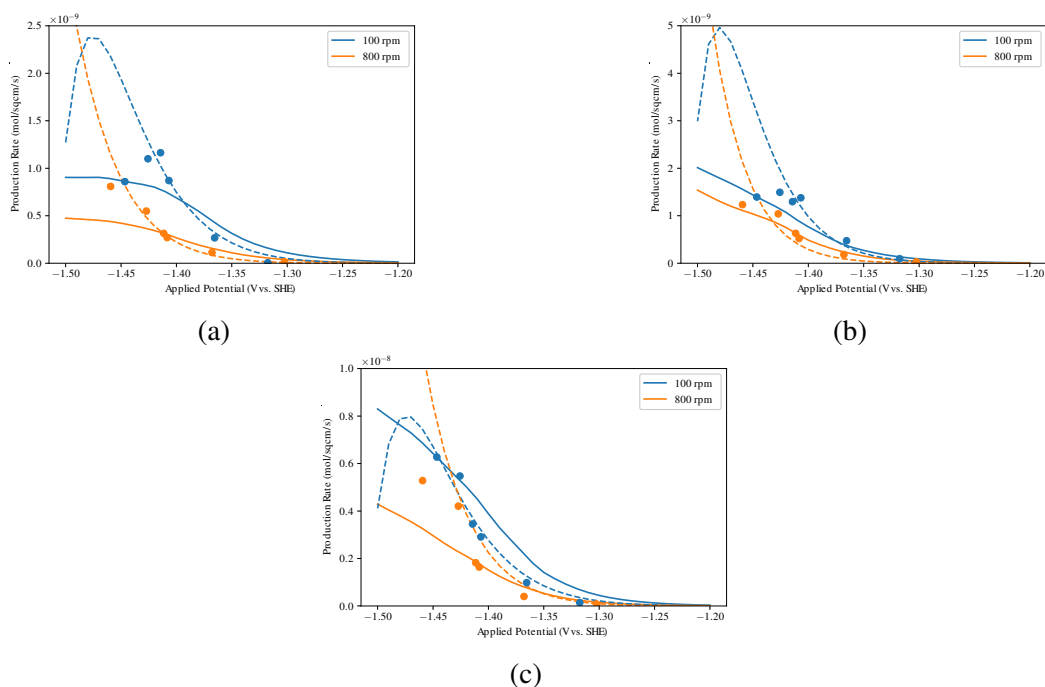 ×10⁻⁹
2.5
2.0
1.5
1.0
0.5
0.0
Production Rate (mol/sqcm/s)
100 rpm
800 rpm
−1.50 −1.45 −1.40 −1.35 −1.30 −1.25 −1.20
Applied Potential (V vs. SHE)
(a)
×10⁻⁹
5
4
3
2
1
0
Production Rate (mol/sqcm/s)
100 rpm
800 rpm
−1.50 −1.45 −1.40 −1.35 −1.30 −1.25 −1.20
Applied Potential (V vs. SHE)
(b)
×10⁻⁸
1.0
0.8
0.6
0.4
0.2
0.0
Production Rate (mol/sqcm/s)
100 rpm
800 rpm
−1.50 −1.45 −1.40 −1.35 −1.30 −1.25 −1.20
Applied Potential (V vs. SHE)
(c)